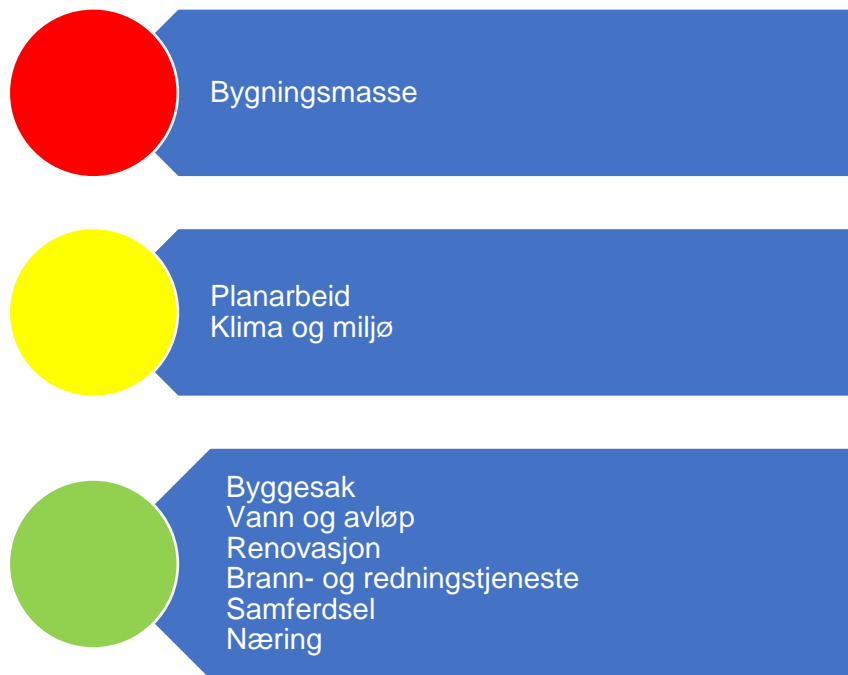 Bygningsmasse
Planarbeid
Klima og miljø
Byggesak
Vann og avløp
Renovasjon
Brann- og redningstjeneste
Samferdsel
Næring